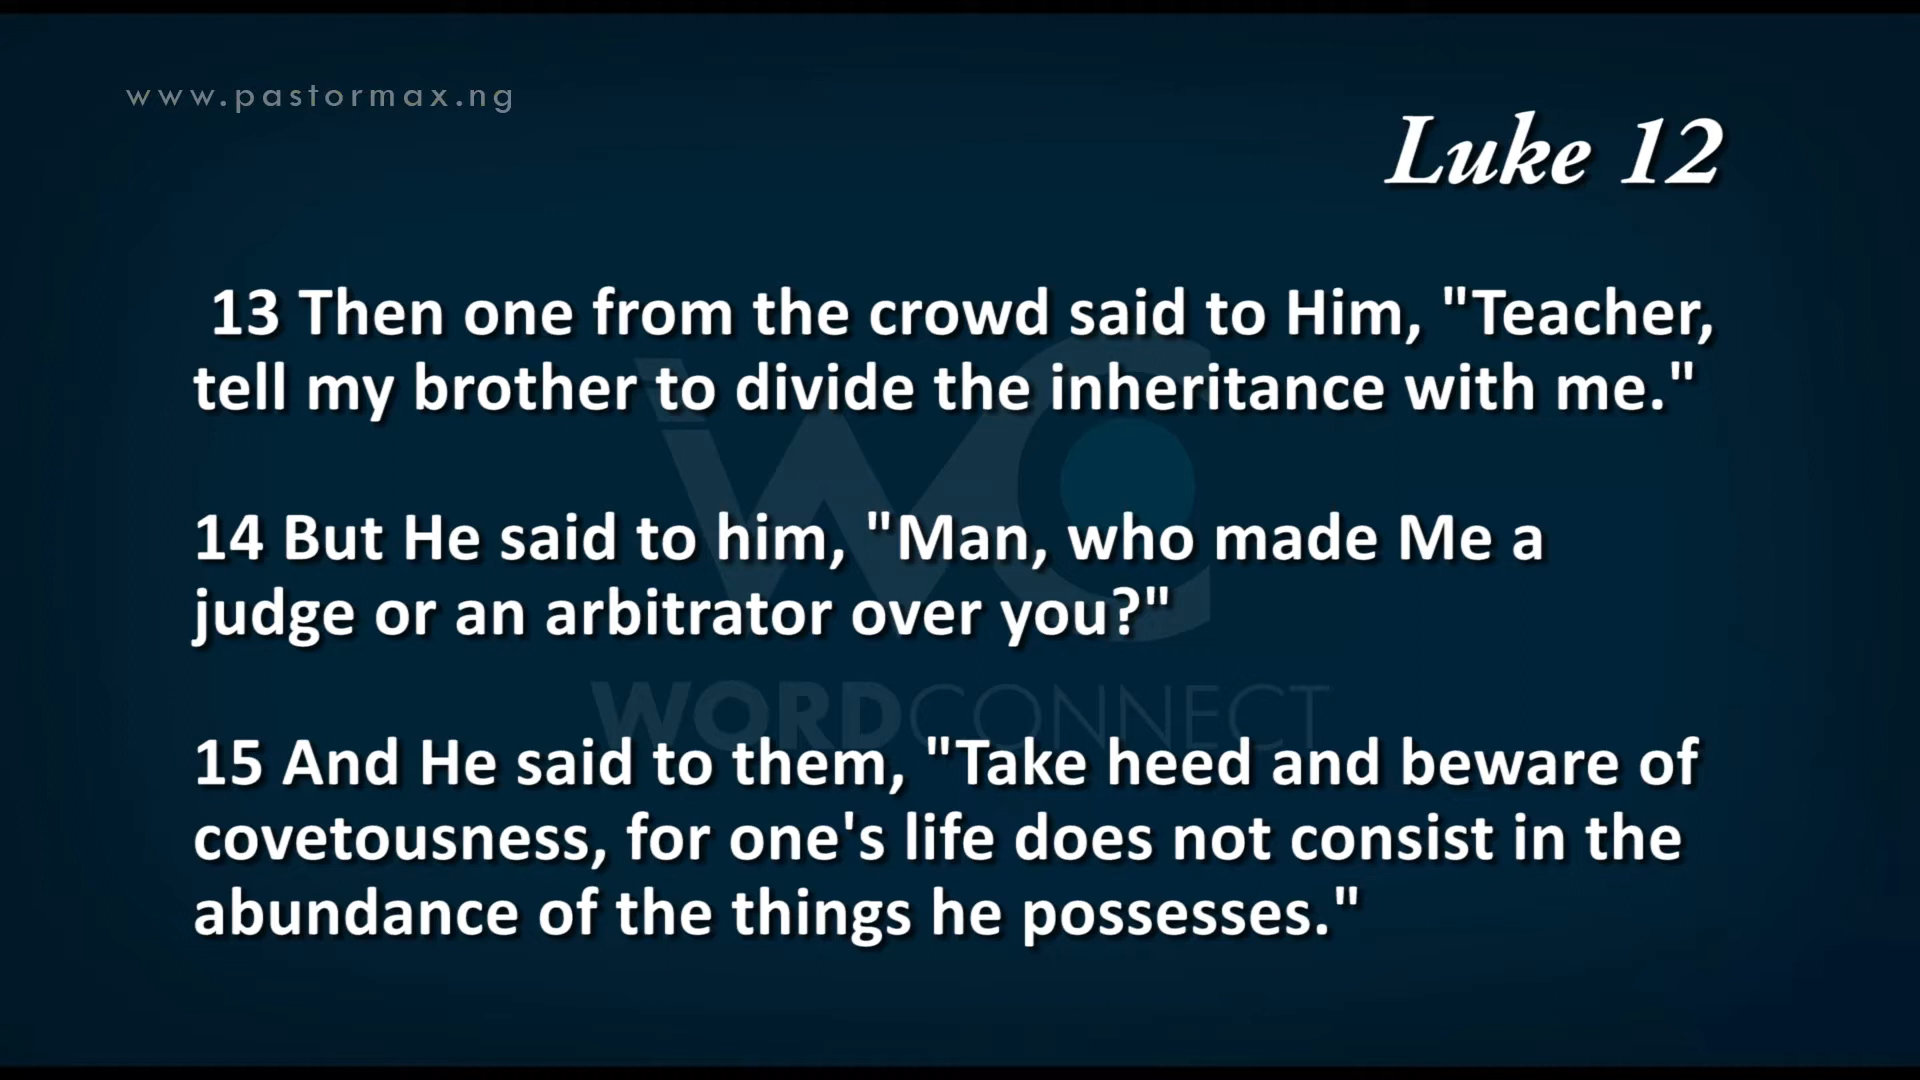 www.pastormax.ng
Luke 12
13 Then one from the crowd said to Him, "Teacher,
tell my brother to divide the inheritance with me."
14 But He said to him, "Man, who made Me a
judge or an arbitrator over you?"
15 And He said to them, "Take heed and beware of
covetousness, for one's life does not consist in the
abundance of the things he possesses."
WC
WORDCONNECT